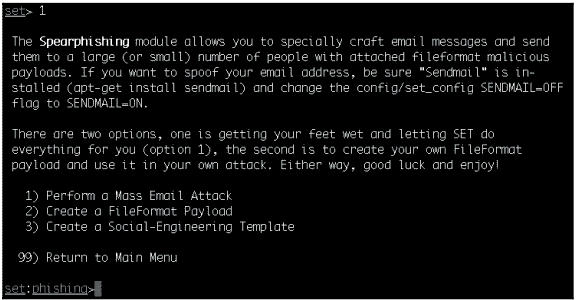 set> 1
The Spearphishing module allows you to specially craft email messages and send
them to a large (or small) number of people with attached fileformat malicious
payloads. If you want to spoof your email address, be sure "Sendmail" is in-
stalled (apt-get install sendmail) and change the config/set_config SENDMAIL=OFF
flag to SENDMAIL=ON.
There are two options, one is getting your feet wet and letting SET do
everything for you (option 1), the second is to create your own FileFormat
payload and use it in your own attack. Either way, good luck and enjoy!
1) Perform a Mass Email Attack
2) Create a FileFormat Payload
3) Create a Social-Engineering Template
99) Return to Main Menu
set:phishing>